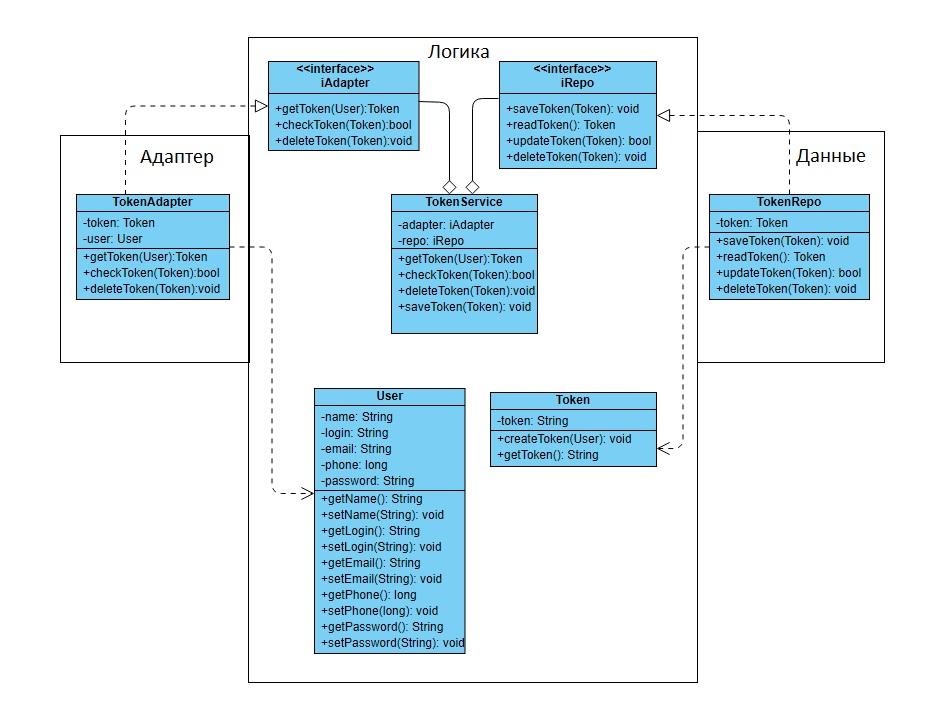 Логика
<<interface>>
iAdapter
+getToken(User):Token
+checkToken(Token):bool
+deleteToken(Token):void
<<interface>>
iRepo
+saveToken(Token): void
+readToken(): Token
+updateToken(Token): bool
+deleteToken(Token): void
Адаптер
TokenAdapter
-token: Token
-user: User
+getToken(User):Token
+checkToken(Token):bool
+deleteToken(Token):void
TokenService
-adapter: iAdapter
-repo: iRepo
+getToken(User):Token
+checkToken(Token):bool
+deleteToken(Token):void
+saveToken(Token): void
Данные
TokenRepo
-token: Token
+saveToken(Token): void
+readToken(): Token
+updateToken(Token): bool
+deleteToken(Token): void
User
-name: String
-login: String
-email: String
-phone: long
-password: String
+getName(): String
+setName(String): void
+getLogin(): String
+setLogin(String): void
+getEmail(): String
+setEmail(String): void
+getPhone(): long
+setPhone(long): void
+getPassword(): String
+setPassword(String): void
Token
-token: String
+createToken(User): void
+getToken(): String